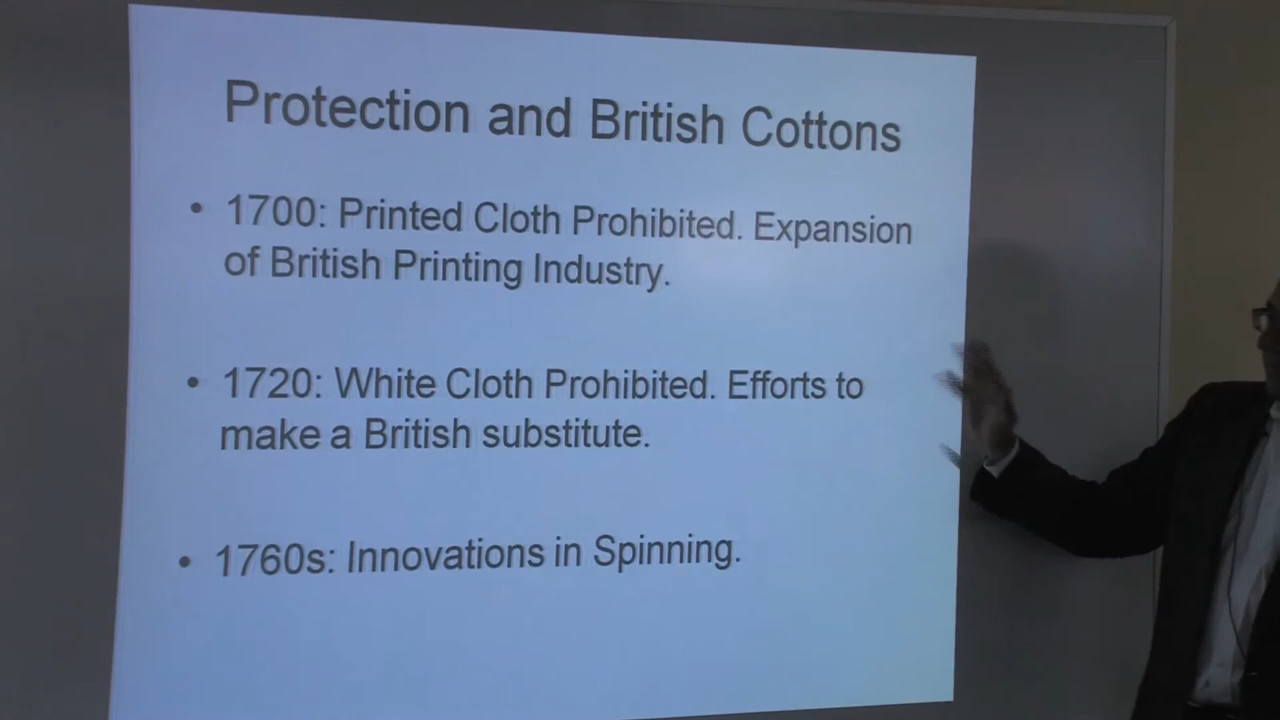 Protection and British Cottons
• 1700: Printed Cloth Prohibited. Expansion
of British Printing Industry.
• 1720: White Cloth Prohibited. Efforts to
make a British substitute.
• 1760s: Innovations in Spinning.